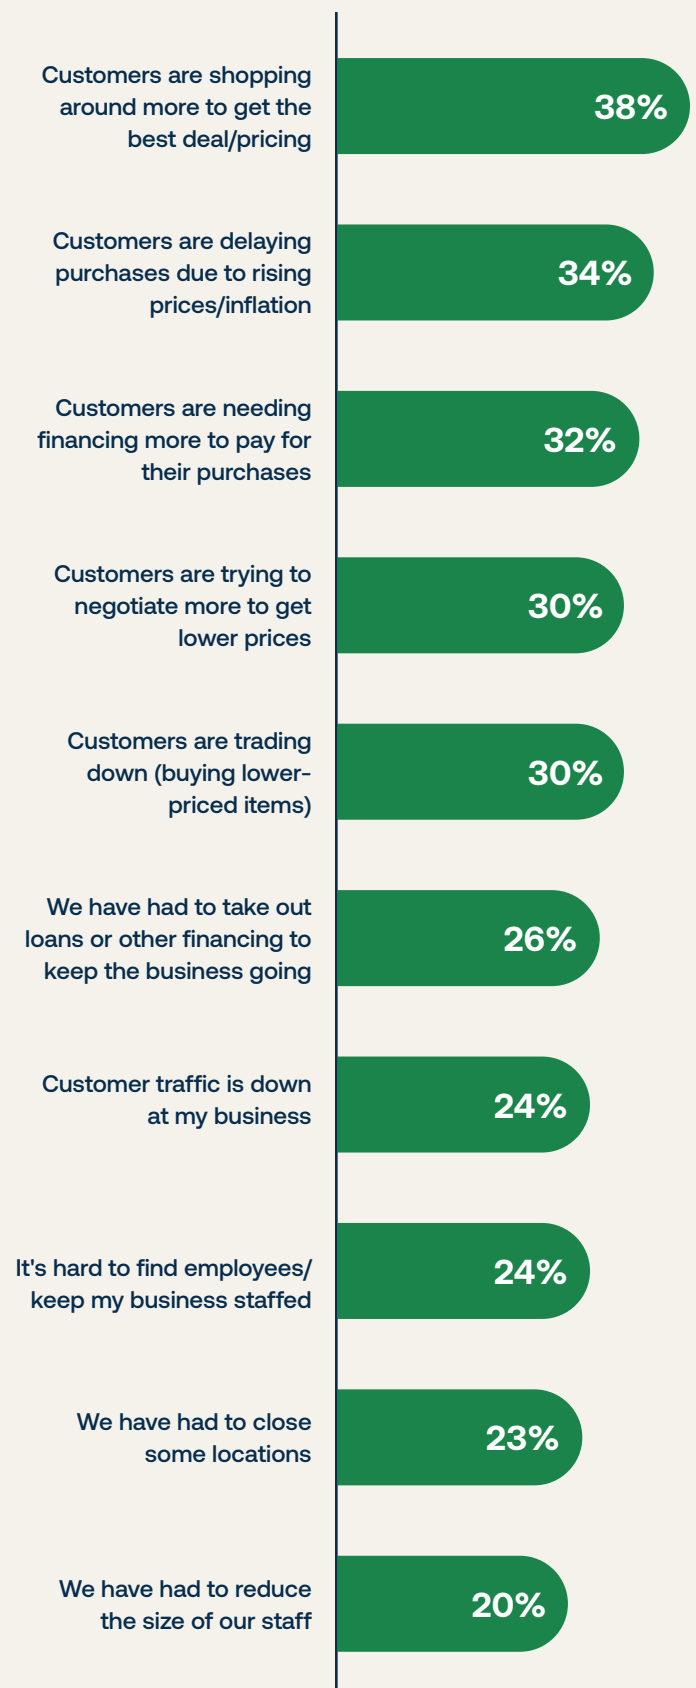 Customers are shopping
around more to get the
best deal/pricing
38%
Customers are delaying
purchases due to rising
prices/inflation
34%
Customers are needing
financing more to pay for
their purchases
32%
Customers are trying to
negotiate more to get
lower prices
30%
Customers are trading
down (buying lower-
priced items)
30%
We have had to take out
loans or other financing to
keep the business going
26%
Customer traffic is down
at my business
24%
It's hard to find employees/
keep my business staffed
24%
We have had to close
some locations
23%
We have had to reduce
the size of our staff
20%